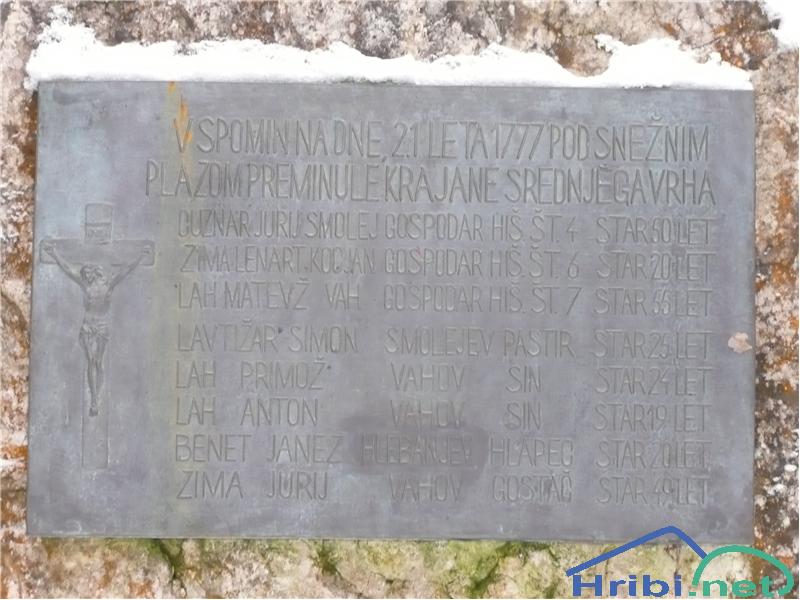 V SPOMIN NA DNE, 2.1 LETA 1777 POD SNEŽNIM
PLAZOM PREMINULE, KRAJANE SREDNJEGA VRHA
CUZNAR JURIJ SMOLEJ GOSPODAR HIŠ. ŠT. 4 STAR 50 LET
ZIMA LENART KOCJAN GOSPODAR HIŠ. ŠT. 6 STAR 20 LET
LAH MATEVŽ VAH GOSPODAR HIŠ. ŠT. 7 STAR 55 LET
LAVTIŽAR SIMON SMOLEJEV PASTIR STAR 25 LET
LAH PRIMOŽ VAHOV SIN STAR 24 LET
LAH ANTON VAHOV SIN STAR 19 LET
BENET JANEZ HLEBANJEV HLAPEC STAR 20 LET
ZIMA JURIJ VAHOV GOSTAČ STAR 49 LET
Hribi.net